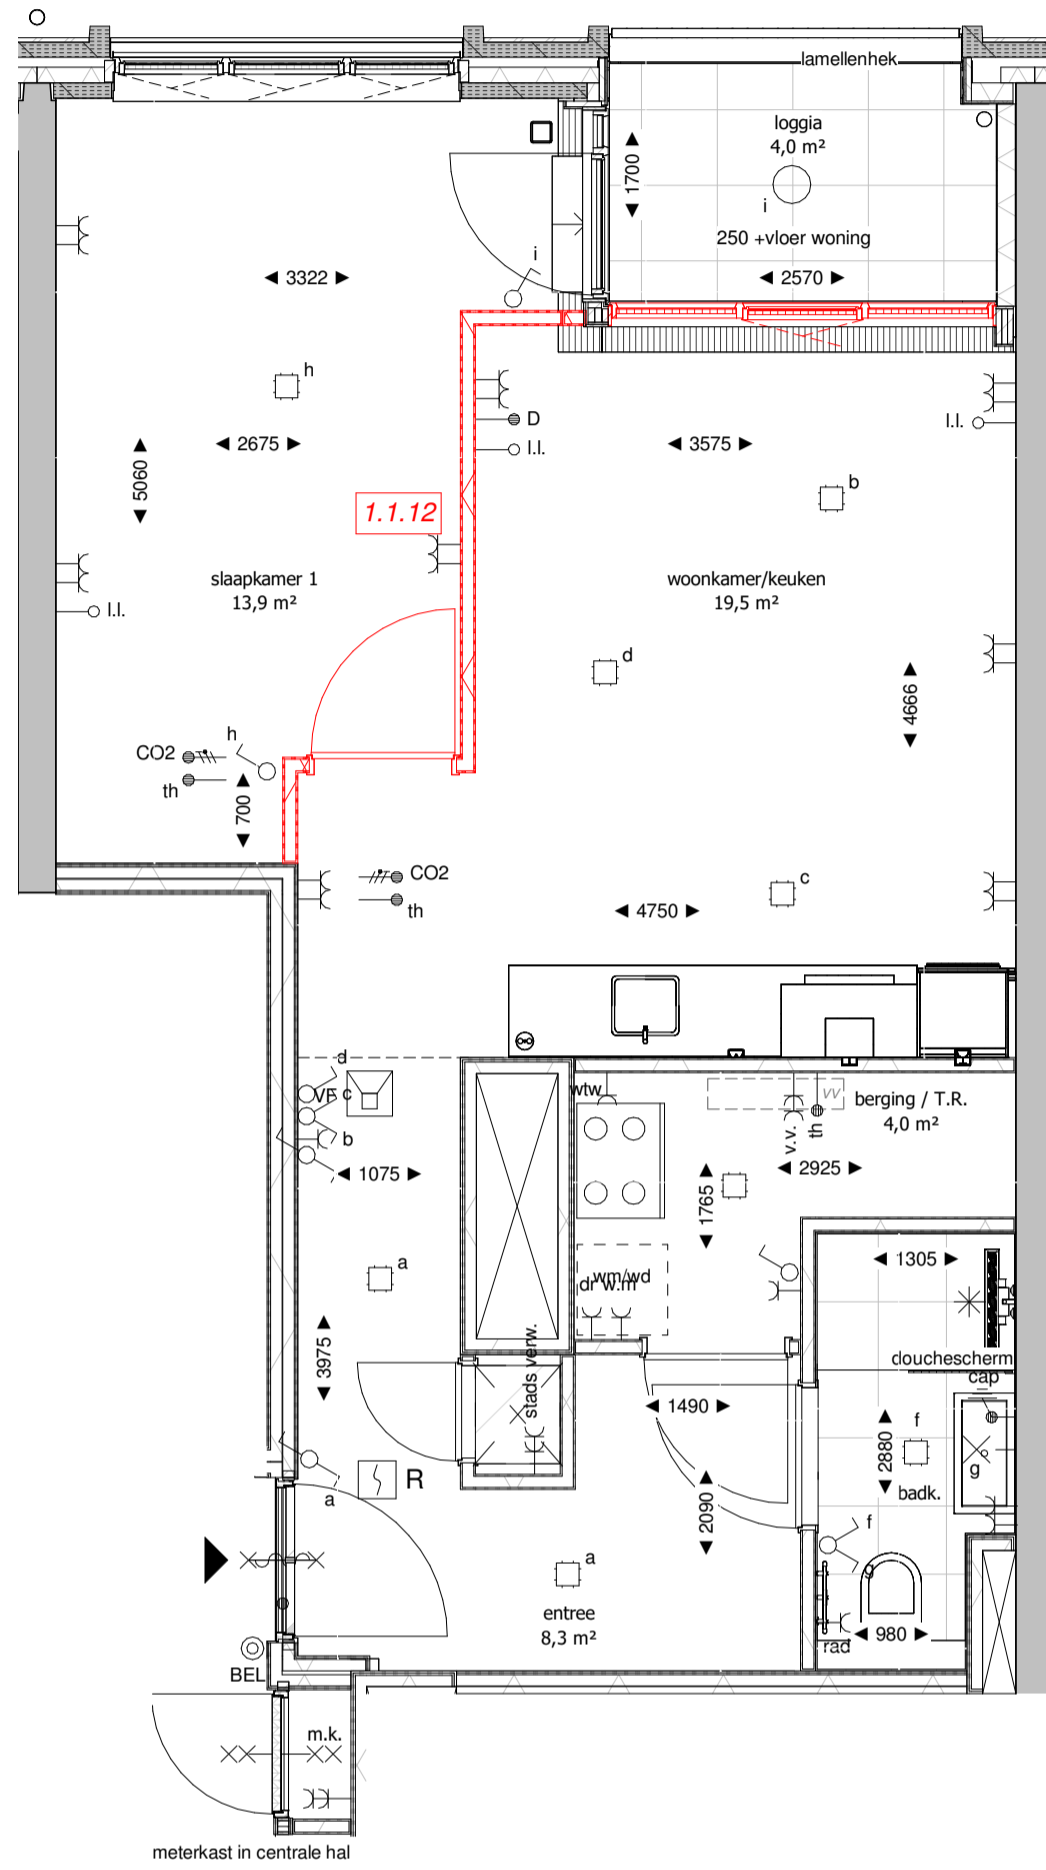 lamellenhek
loggia
4,0 m²
1700
i
250 +vloer woning
i
3322
2570
h
D
l.l.
l.l.
2675
3575
5060
b
1.1.12
slaapkamer 1
13,9 m²
woonkamer/keuken
19,5 m²
l.l.
d
4666
h
CO2
th
700
CO2
th
c
4750
d
VF
c
b
wtw
vv
berging / T.R.
4,0 m²
v.v.
th
1075
2925
1765
a
1305
wm/wd
dr
w.m
3975
stads verw.
douchescherm
cap
1490
f
2880
g
badk.
R
a
2090
f
a
entree
8,3 m²
980
rad
BEL
m.k.
meterkast in centrale hal